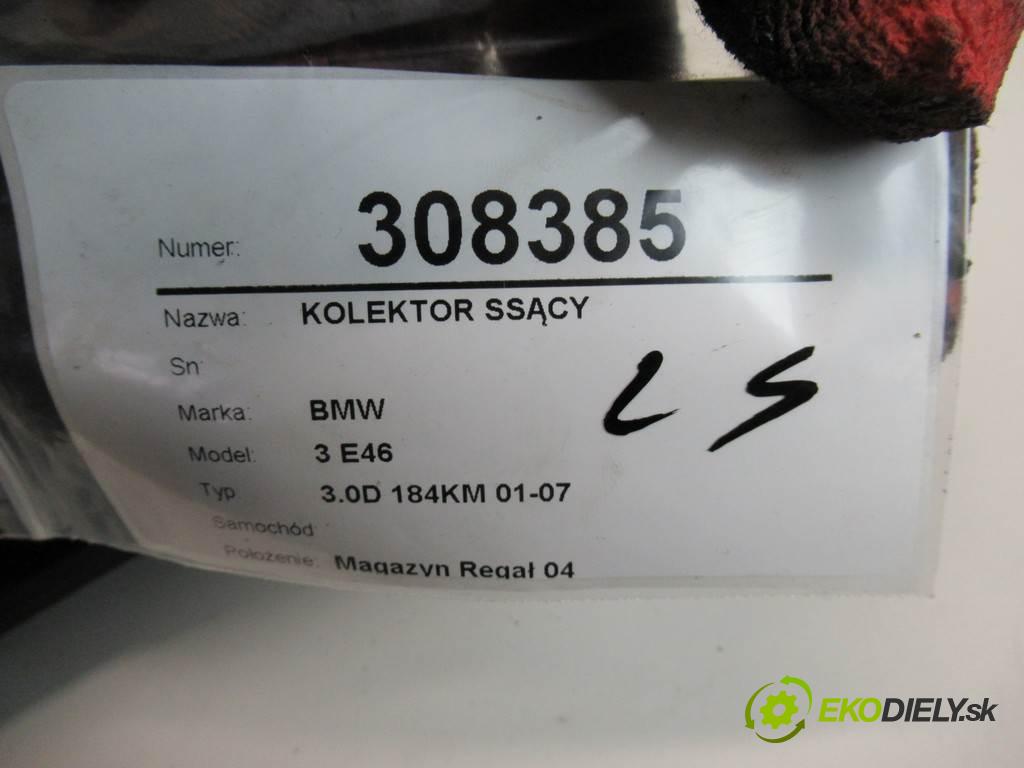 Numer: 308385
Nazwa: KOLEKTOR SSĄCY
Sn
Marka: BMW
Model: 3 E46
Typ 3.0D 184KM 01-07
Samochód
Położenie: Magazyn Regał 04
EKODIELY.sk